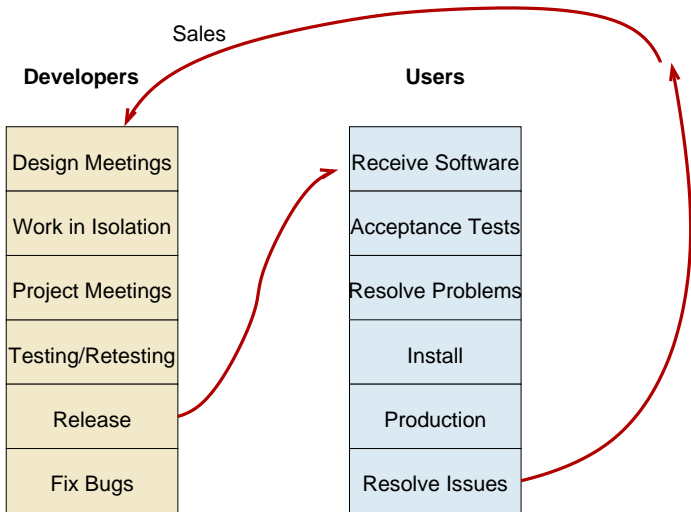 Sales
Developers
Users
Design Meetings
Work in Isolation
Project Meetings
Testing/Retesting
Release
Fix Bugs
Receive Software
Acceptance Tests
Resolve Problems
Install
Production
Resolve Issues